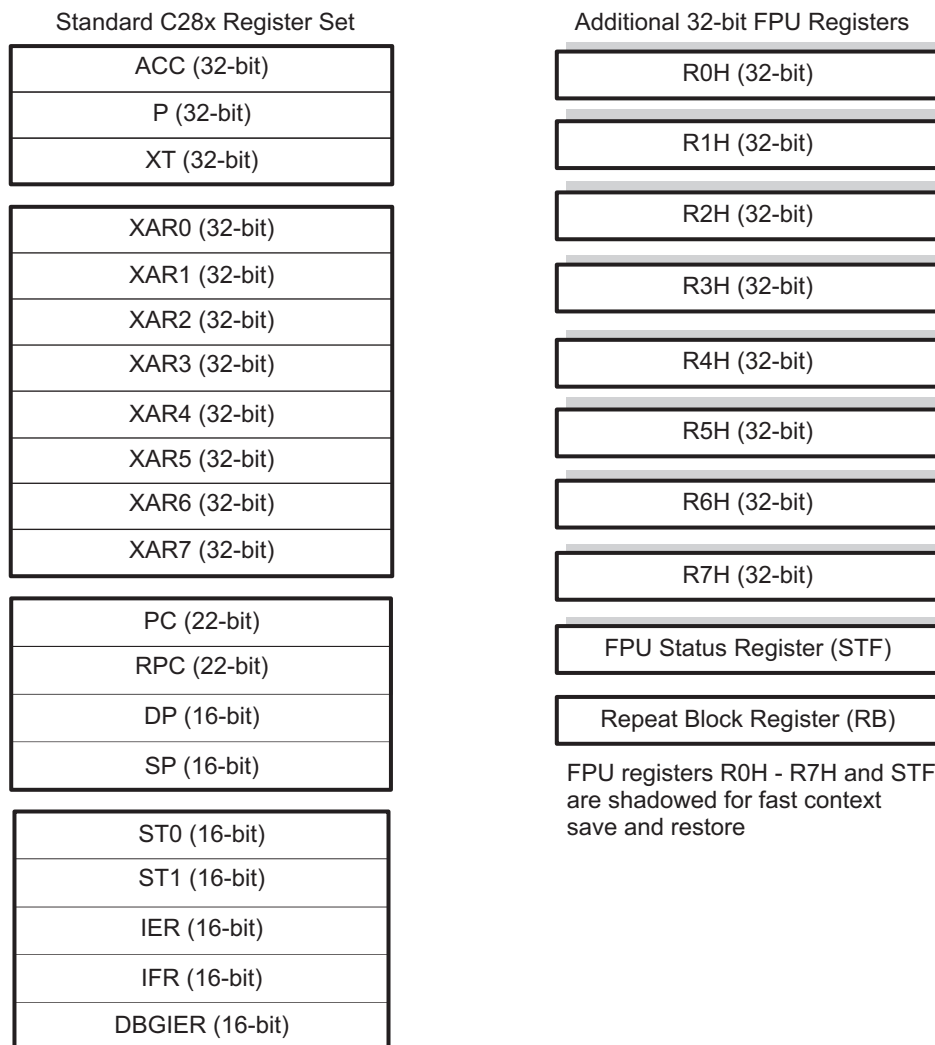 Standard C28x Register Set
ACC (32-bit)
P (32-bit)
XT (32-bit)
XAR0 (32-bit)
XAR1 (32-bit)
XAR2 (32-bit)
XAR3 (32-bit)
XAR4 (32-bit)
XAR5 (32-bit)
XAR6 (32-bit)
XAR7 (32-bit)
PC (22-bit)
RPC (22-bit)
DP (16-bit)
SP (16-bit)
ST0 (16-bit)
ST1 (16-bit)
IER (16-bit)
IFR (16-bit)
DBGIER (16-bit)
Additional 32-bit FPU Registers
R0H (32-bit)
R1H (32-bit)
R2H (32-bit)
R3H (32-bit)
R4H (32-bit)
R5H (32-bit)
R6H (32-bit)
R7H (32-bit)
FPU Status Register (STF)
Repeat Block Register (RB)
FPU registers R0H - R7H and STF
are shadowed for fast context
save and restore